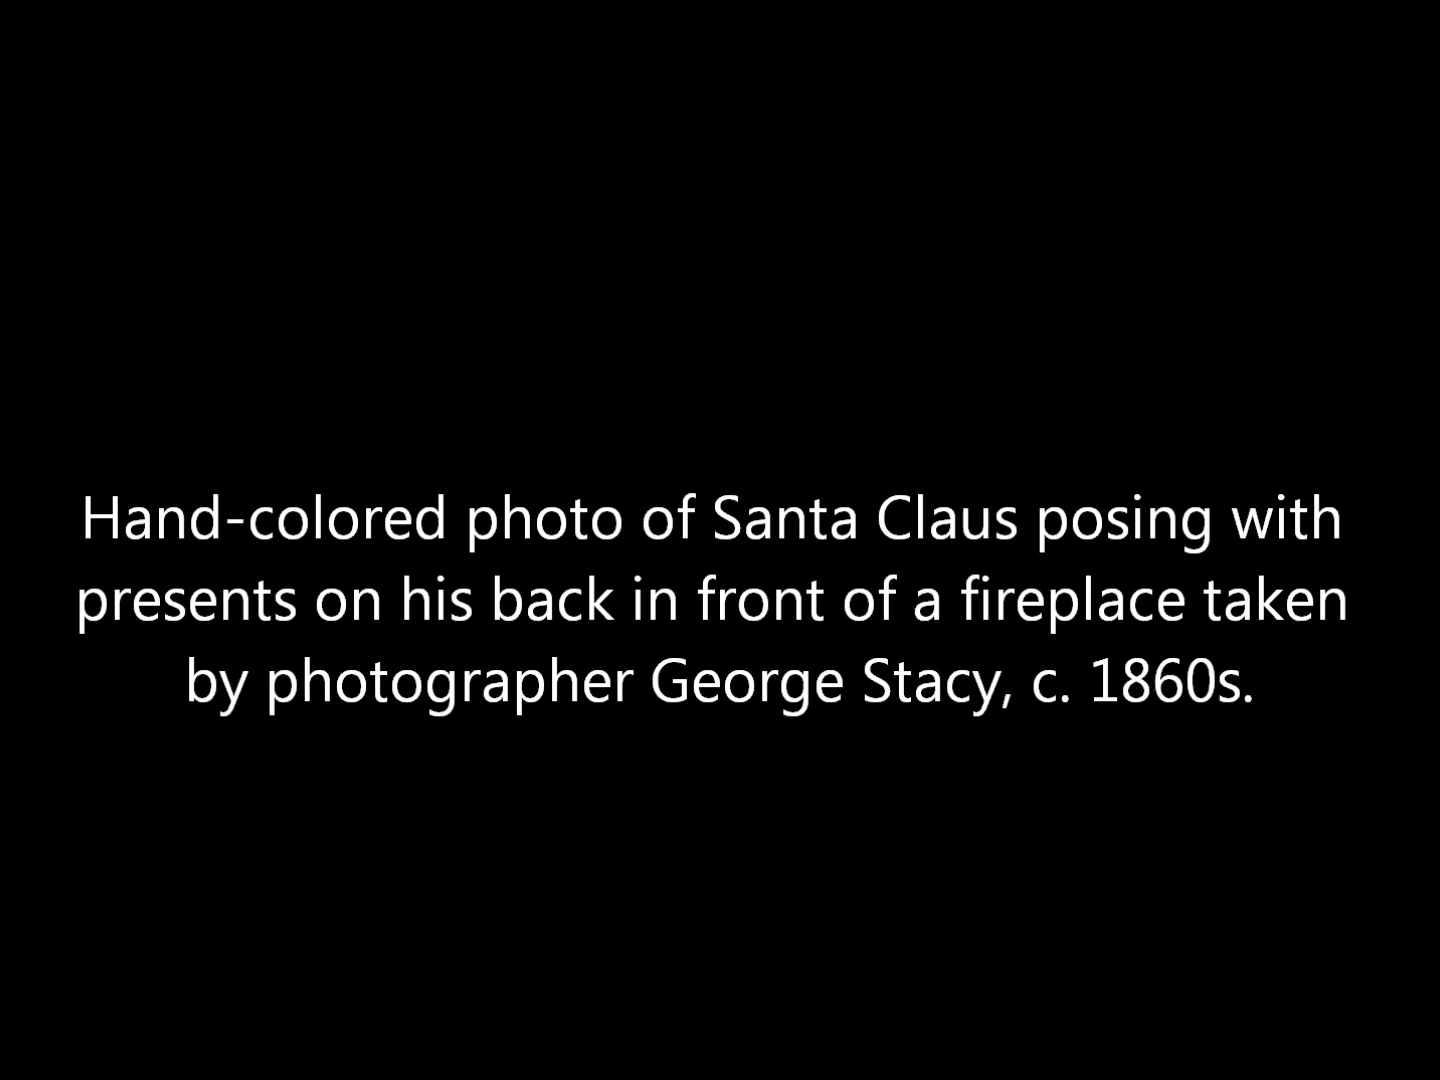 Hand-colored photo of Santa Claus posing with
presents on his back in front of a fireplace taken
by photographer George Stacy, c. 1860s.